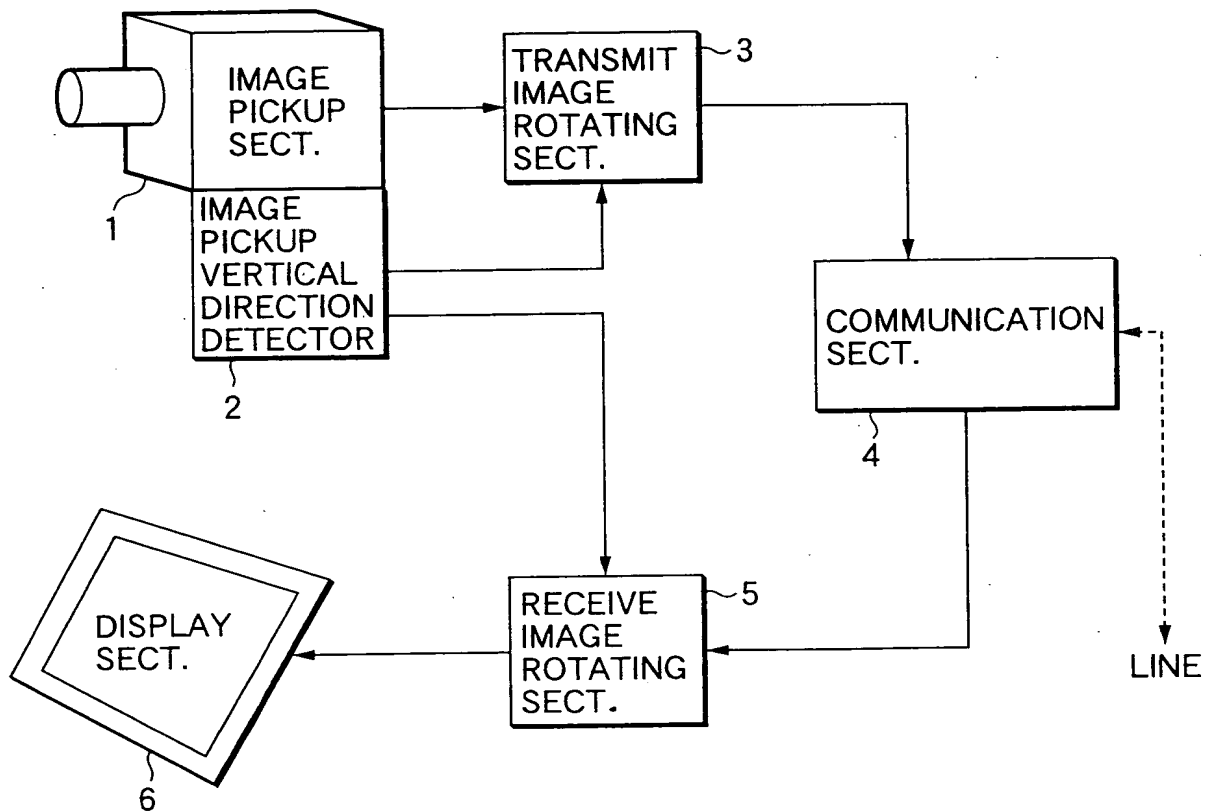 IMAGE
PICKUP
SECT.
1
IMAGE
PICKUP
VERTICAL
DIRECTION
DETECTOR
2
TRANSMIT
IMAGE
ROTATING
SECT.
3
COMMUNICATION
SECT.
4
LINE
RECEIVE
IMAGE
ROTATING
SECT.
5
DISPLAY
SECT.
6